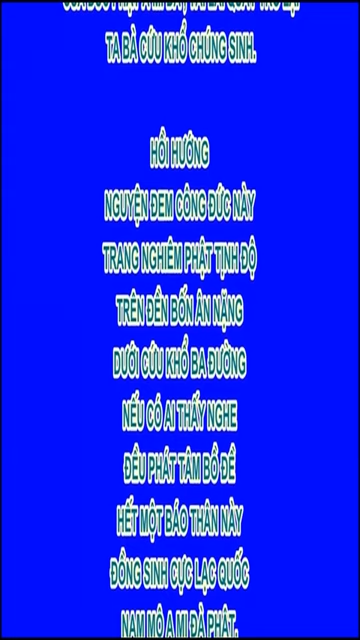 TA BÀ CỨU KHỔ CHÚNG SINH.
HỒI HƯỚNG
NGUYỆN ĐEM CÔNG ĐỨC NÀY
TRANG NGHIÊM PHẬT TỊNH ĐỘ
TRÊN ĐỀN BỐN ÂN NẶNG
DƯỚI CỨU KHỔ BA ĐƯỜNG
NẾU CÓ AI THẤY NGHE
ĐỀU PHÁT TÂM BỒ ĐỀ
HẾT MỘT BÁO THÂN NÀY
ĐỒNG SINH CỰC LẠC QUỐC
NAM MÔ A MI ĐÀ PHẬT.